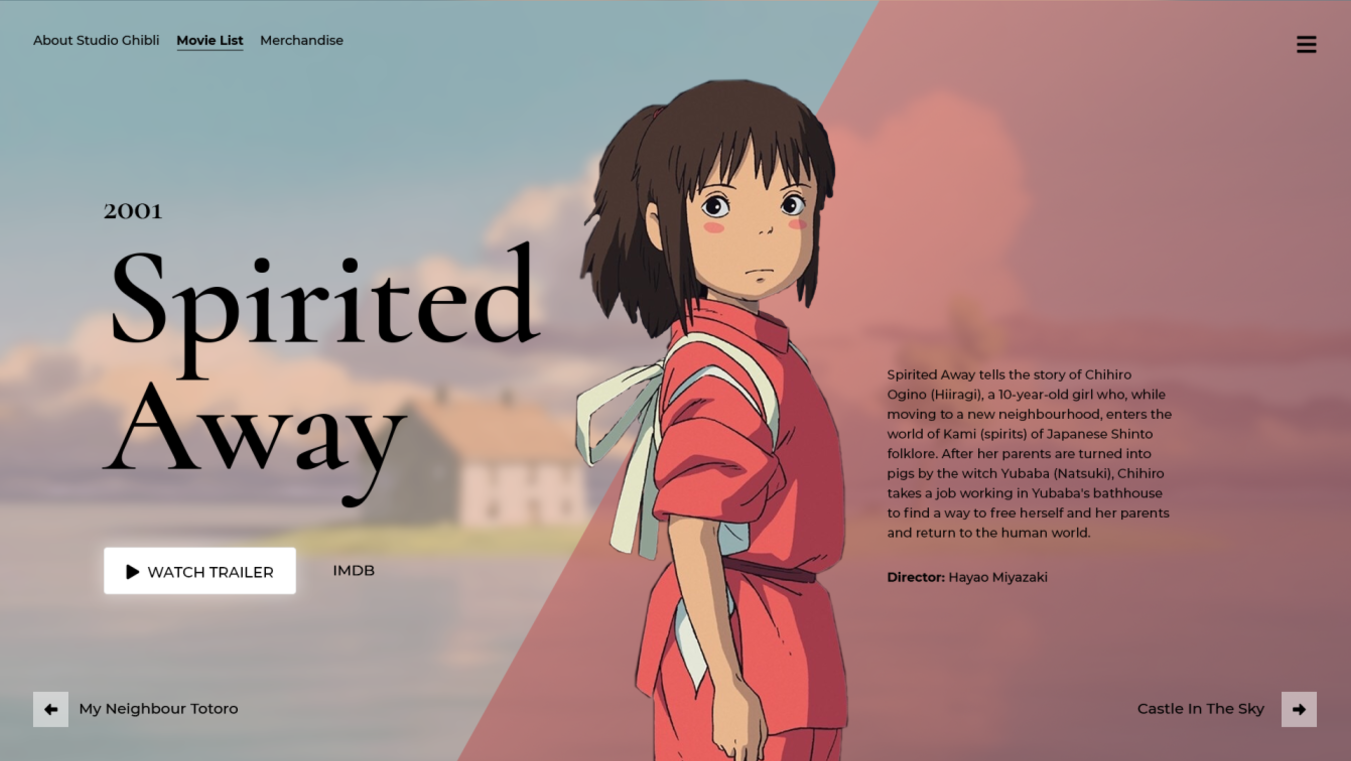 About Studio Ghibli Movie List Merchandise
2001
Spirited
Away
WATCH TRAILER IMDB
Spirited Away tells the story of Chihiro
Ogino (Hiiragi), a 10-year-old girl who, while
moving to a new neighbourhood, enters the
world of Kami (spirits) of Japanese Shinto
folklore. After her parents are turned into
pigs by the witch Yubaba (Natsuki), Chihiro
takes a job working in Yubaba's bathhouse
to find a way to free herself and her parents
and return to the human world.
Director: Hayao Miyazaki
My Neighbour Totoro
Castle In The Sky